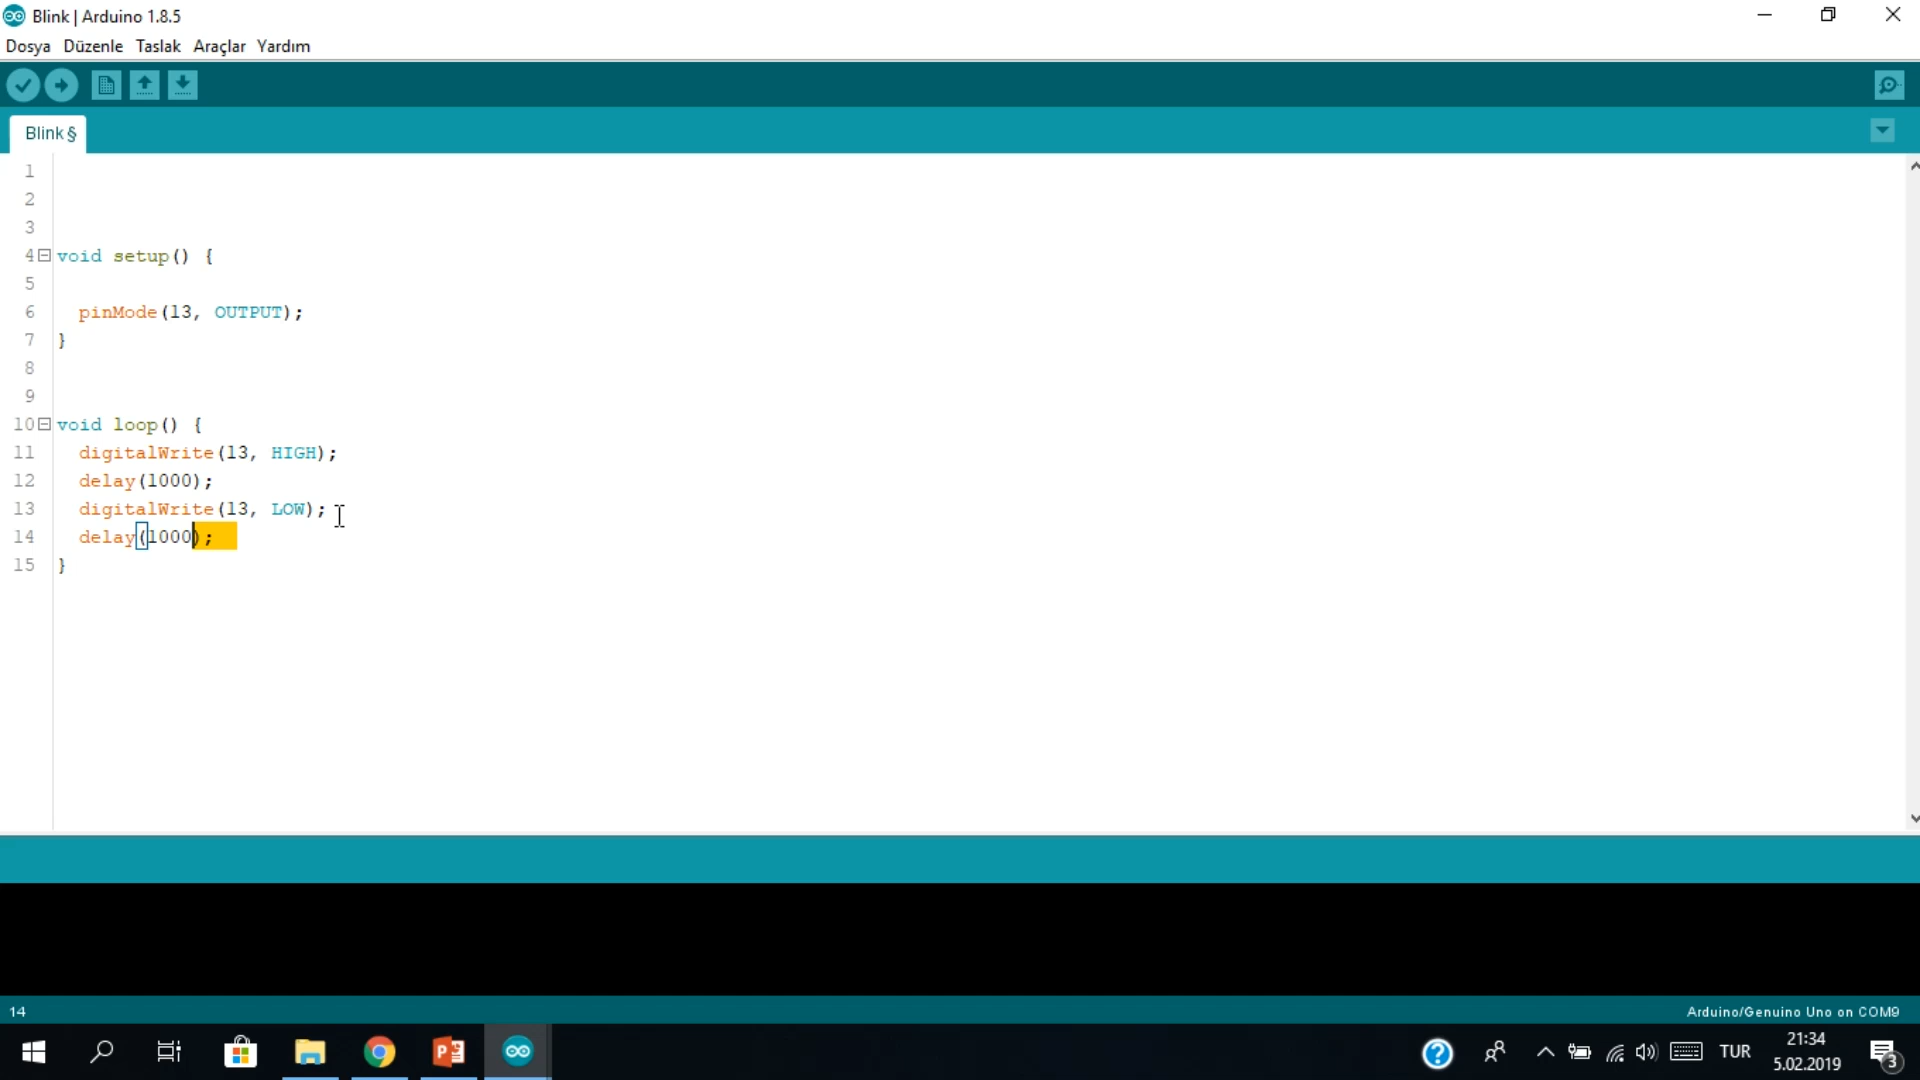 Blink | Arduino 1.8.5
Dosya Düzenle Taslak Araçlar Yardım
Blink §
1
2
3
4 void setup() {
5
6 pinMode(13, OUTPUT);
7 }
8
9
10 void loop() {
11 digitalWrite(13, HIGH);
12 delay(1000);
13 digitalWrite(13, LOW);
14 delay(1000);
15 }
14
Arduino/Genuino Uno on COM9
TUR
21:34
5.02.2019
3